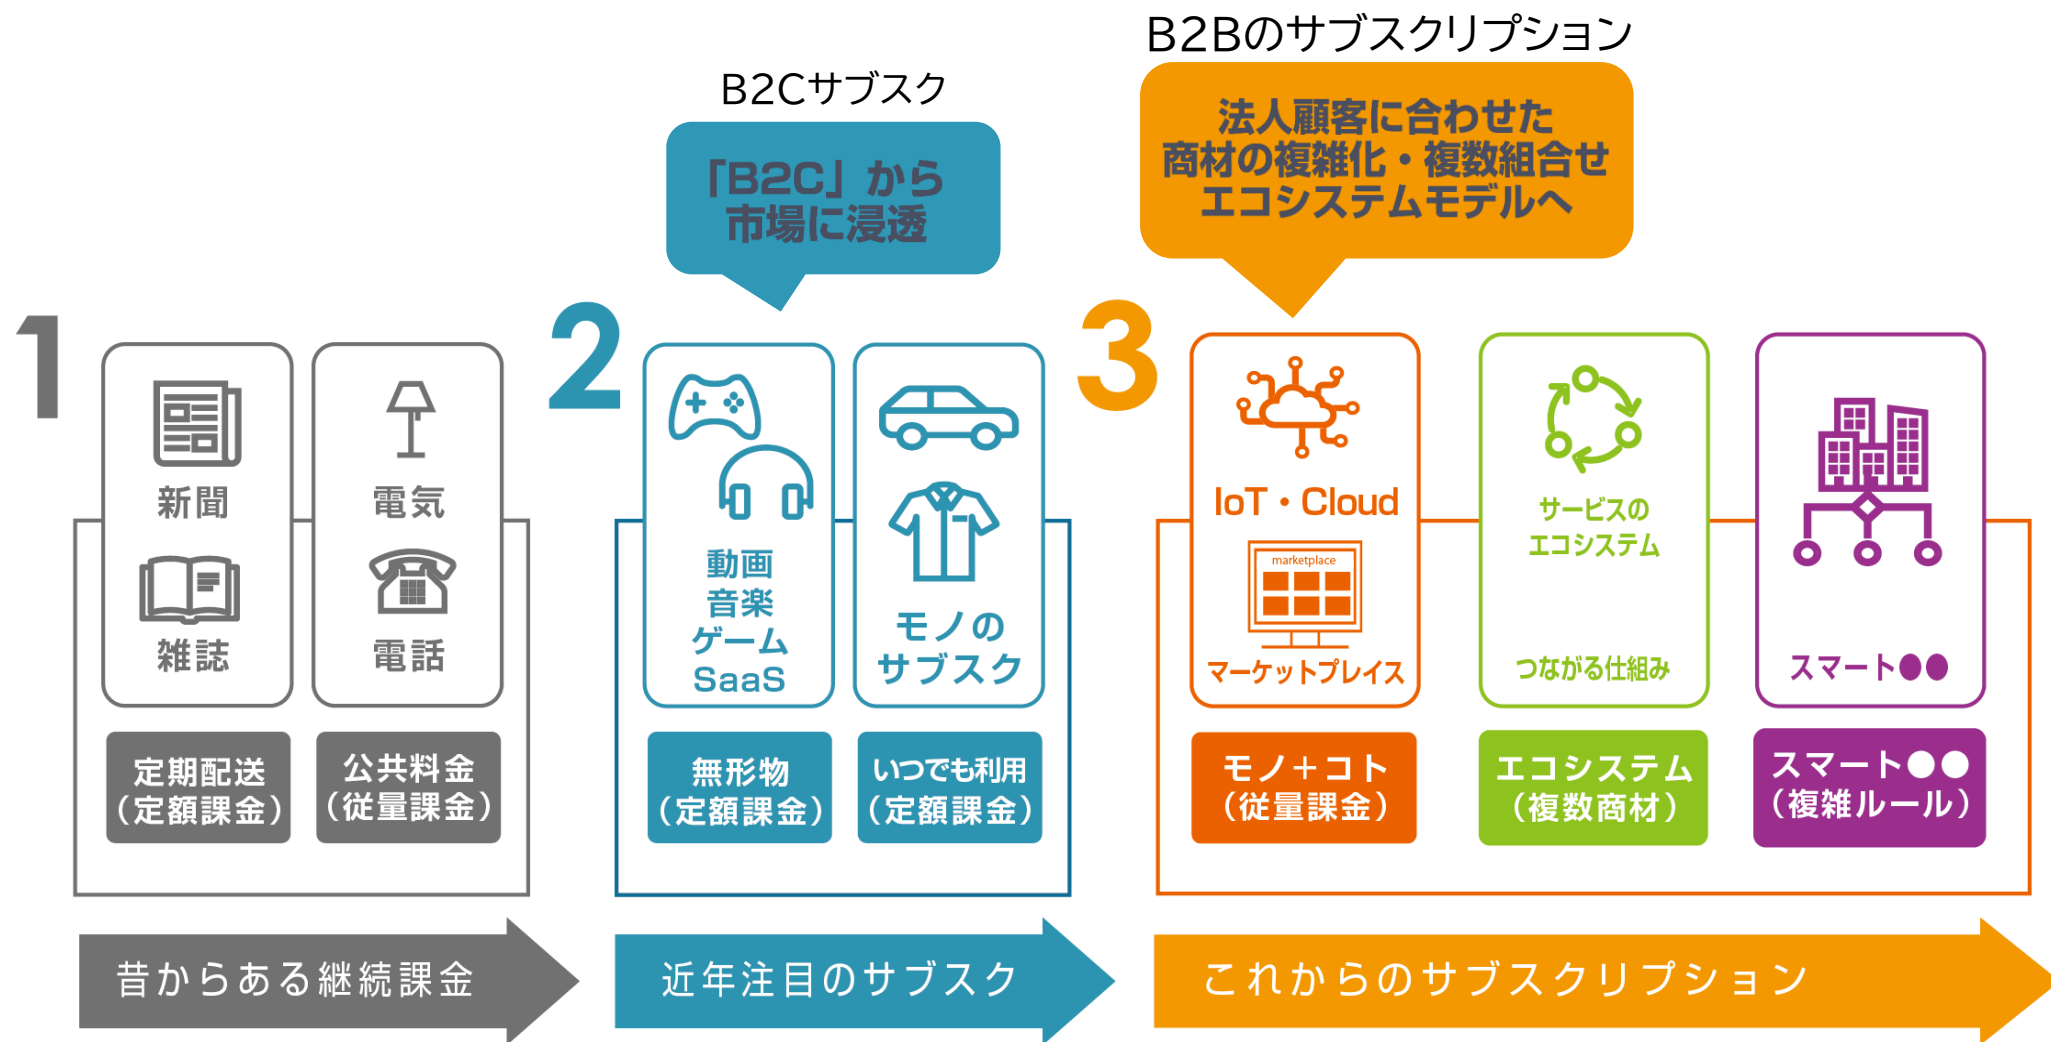 B2Bのサブスクリプション
法人顧客に合わせた
商材の複雑化・複数組合せ
エコシステムモデルへ
B2Cサブスク
「B2C」から
市場に浸透
1
新聞
雑誌
定期配送
（定額課金）
電気
電話
公共料金
（従量課金）
昔からある継続課金
2
動画
音楽
ゲーム
SaaS
無形物
（定額課金）
モノの
サブスク
いつでも利用
（定額課金）
近年注目のサブスク
3
IoT・Cloud
marketplace
マーケットプレイス
モノ＋コト
（従量課金）
サービスの
エコシステム
つながる仕組み
エコシステム
（複数商材）
スマート●●
スマート●●
（複雑ルール）
これからのサブスクリプション